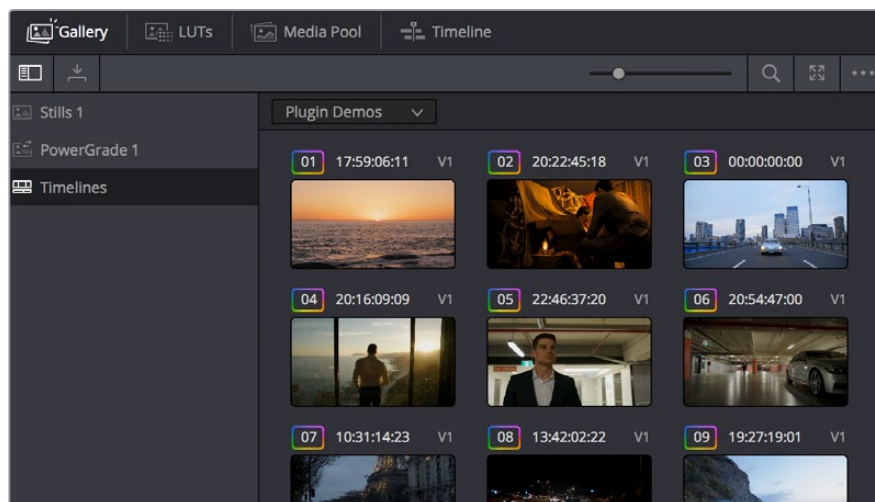 Gallery LUTs Media Pool Timeline
Stills 1
Plugin Demos
PowerGrade 1
01 17:59:06:11 V1 02 20:22:45:18 V1 03 00:00:00:00 V1
Timelines
04 20:16:09:09 V1 05 22:46:37:20 V1 06 20:54:47:00 V1
07 10:31:14:23 V1 08 13:42:02:22 V1 09 19:27:19:01 V1